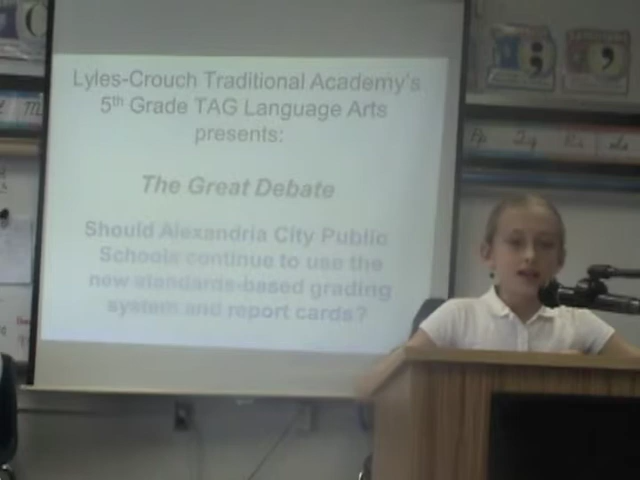 Lyles-Crouch Traditional Academy's
5th Grade TAG Language Arts
presents:
The Great Debate
Should Alexandria City Public
Schools continue to use the
new standards-based grading
system and report cards?